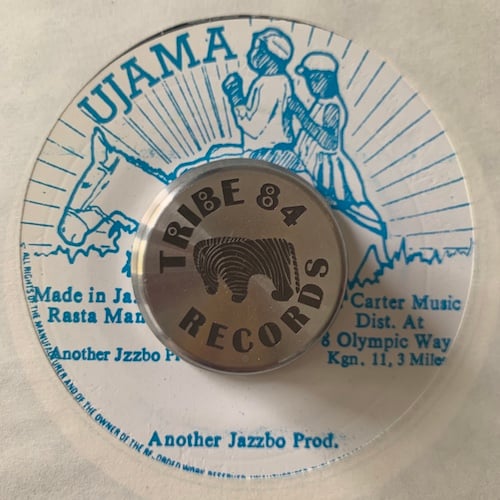 UJAMA
TRIBE 84
RECORDS
Made in Ja
Rasta Man
Another Jzzbo Pr
Carter Music
Dist. At
8 Olympic Way
Kgn. 11, 3 Miles
Another Jazzbo Prod.
ALL RIGHTS OF THE MANUFACTURER AND OF THE OWNER OF THE RECORDED WORK RESERVED